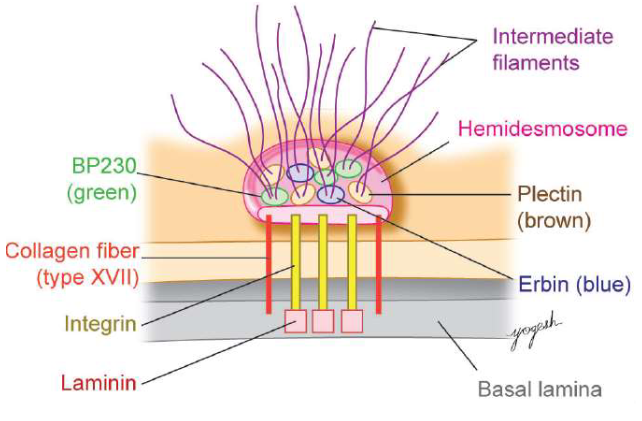 Intermediate
filaments
Hemidesmosome
BP230
(green)
Plectin
(brown)
Collagen fiber
(type XVII)
Erbin (blue)
Integrin
yogesh
Laminin
Basal lamina